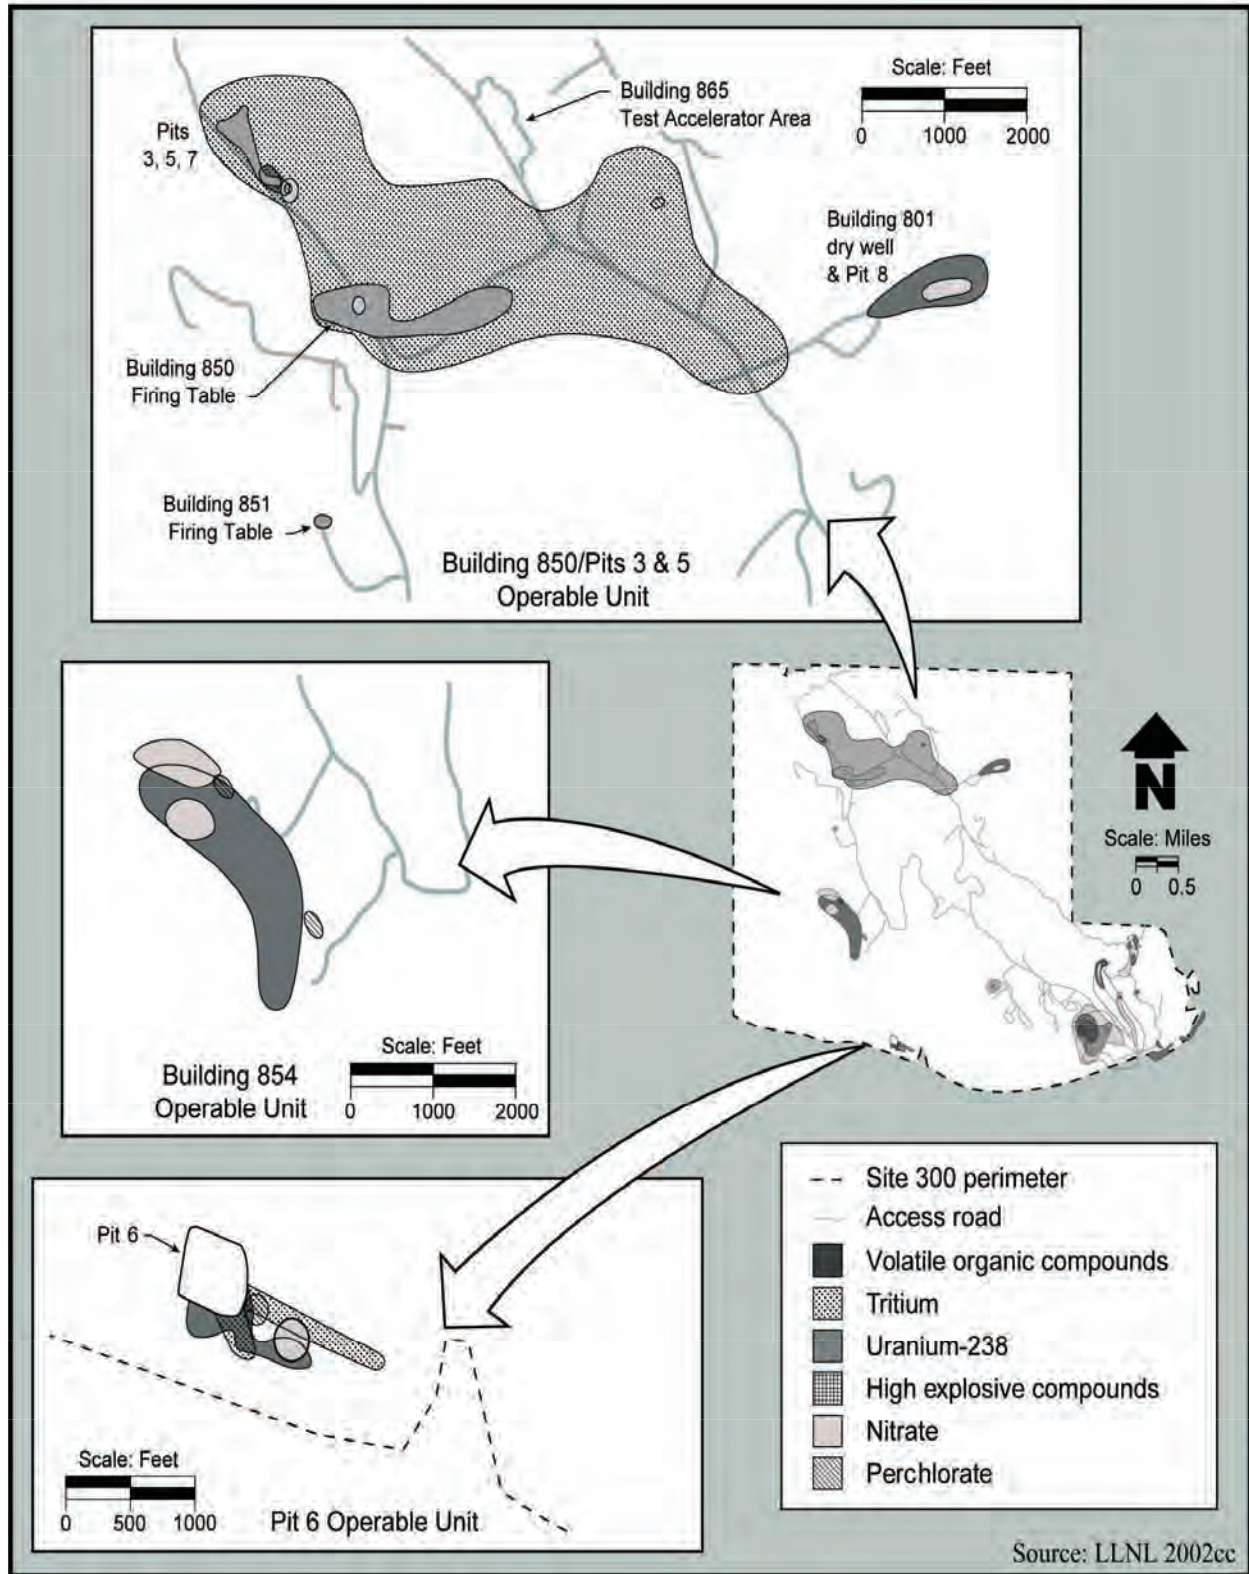 Scale: Feet
0 1000 2000
Building 865
Test Accelerator Area
Pits
3, 5, 7
Building 801
dry well
& Pit 8
Building 850
Firing Table
Building 851
Firing Table
Building 850/Pits 3 & 5
Operable Unit
N
Scale: Miles
0 0.5
Scale: Feet
0 1000 2000
Building 854
Operable Unit
Pit 6
Scale: Feet
0 500 1000
Pit 6 Operable Unit
Site 300 perimeter
Access road
Volatile organic compounds
Tritium
Uranium-238
High explosive compounds
Nitrate
Perchlorate
Source: LLNL 2002cc